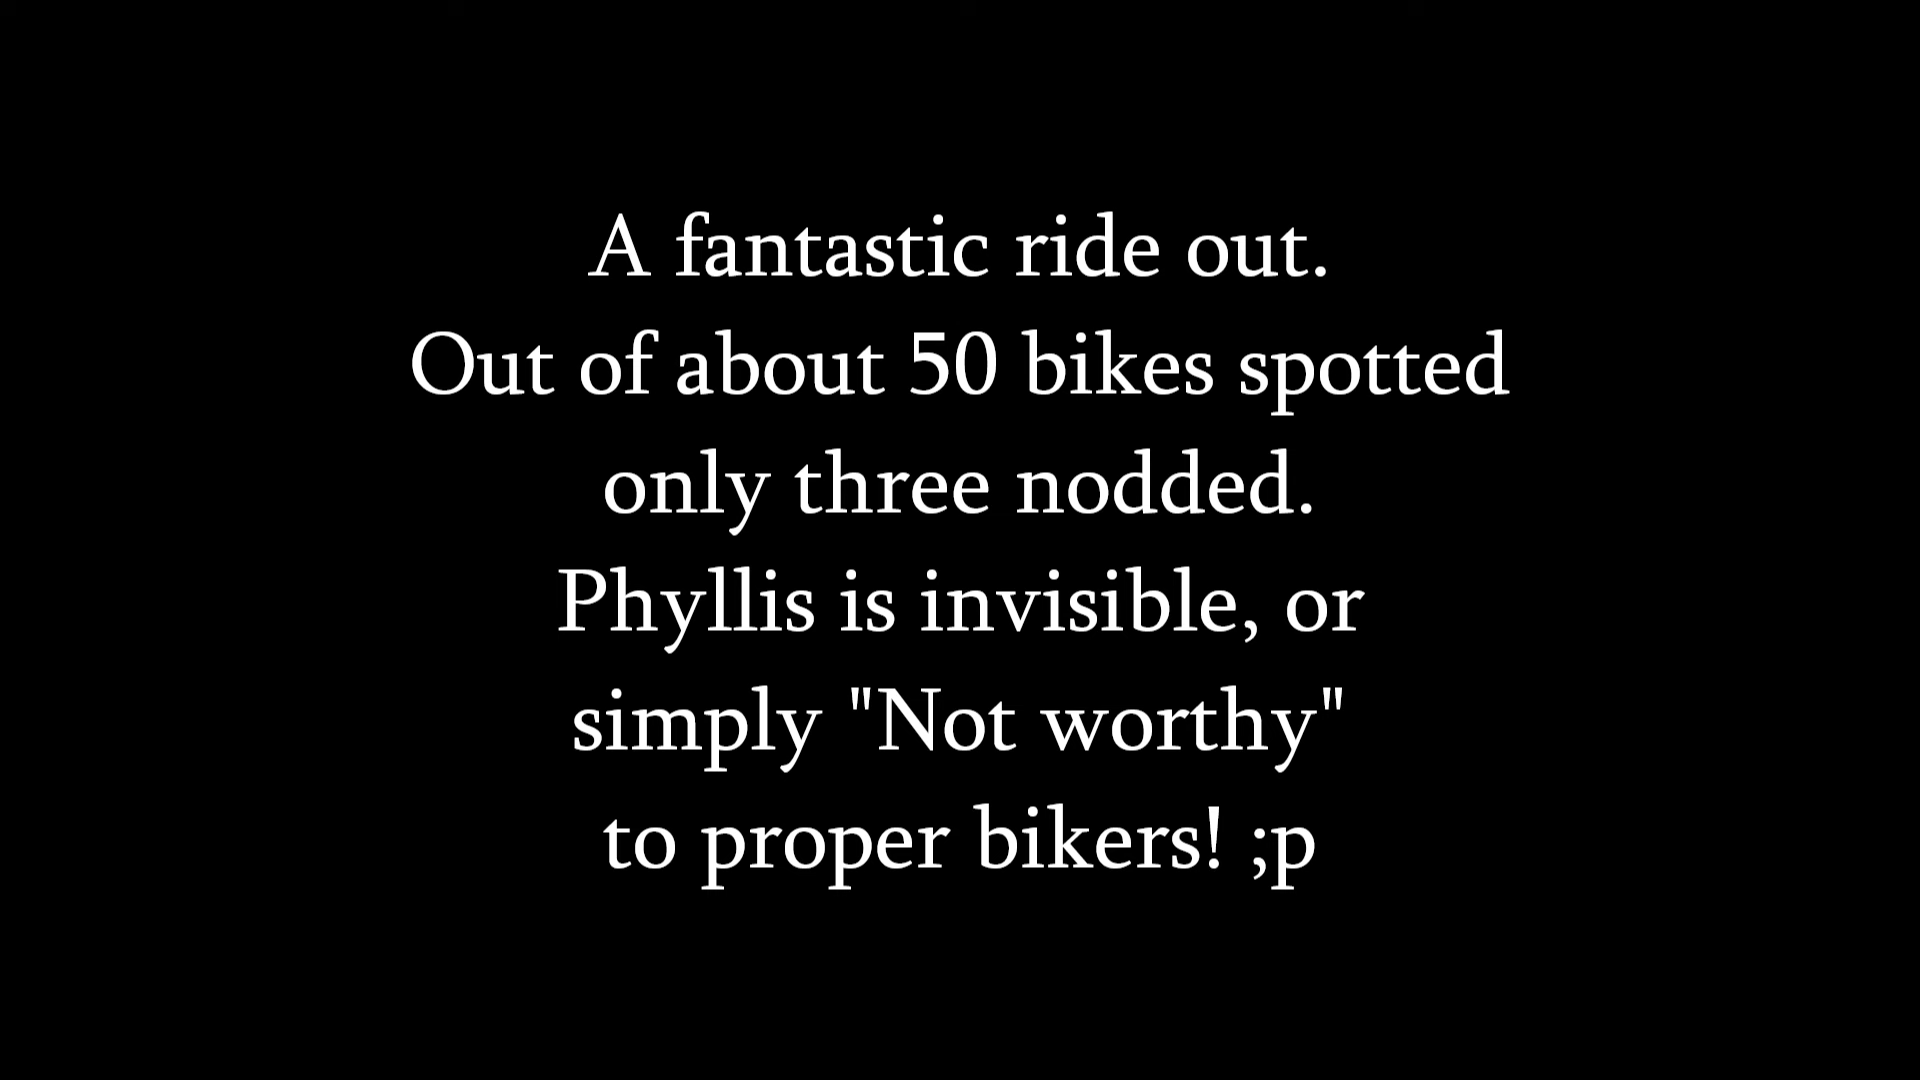 A fantastic ride out.
Out of about 50 bikes spotted
only three nodded.
Phyllis is invisible, or
simply "Not worthy"
to proper bikers! ;p